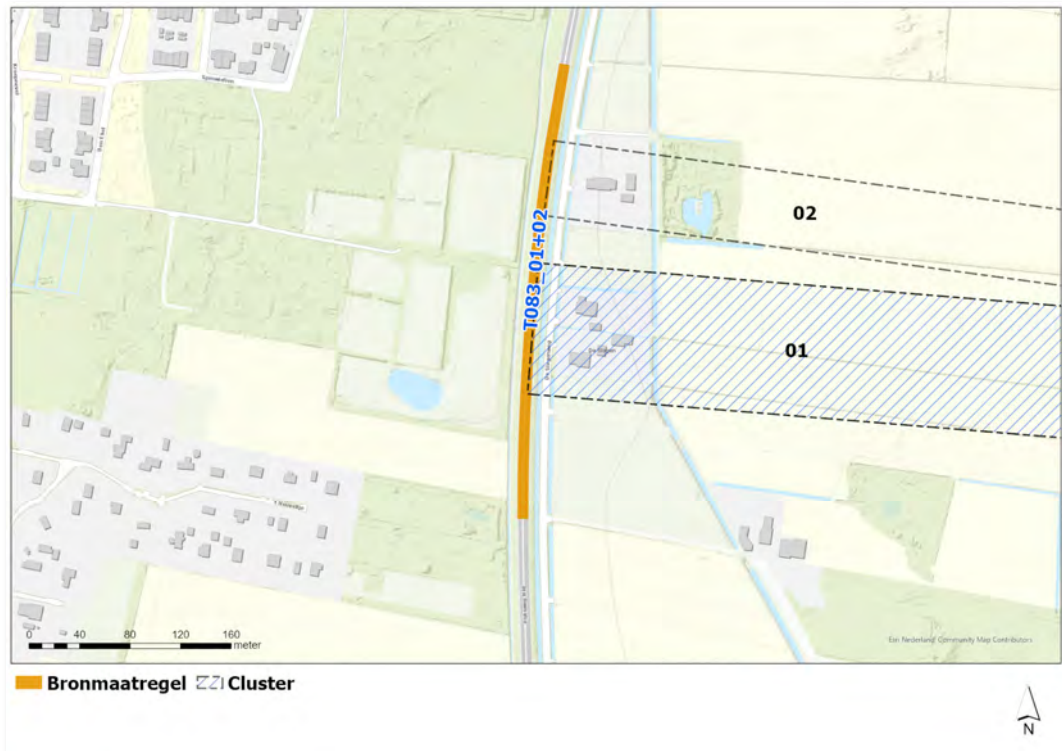 02
T083_01+02
01
0 40 80 120 160
meter
Esri Nederland Community Map Contributors
Bronmaatregel Cluster
N